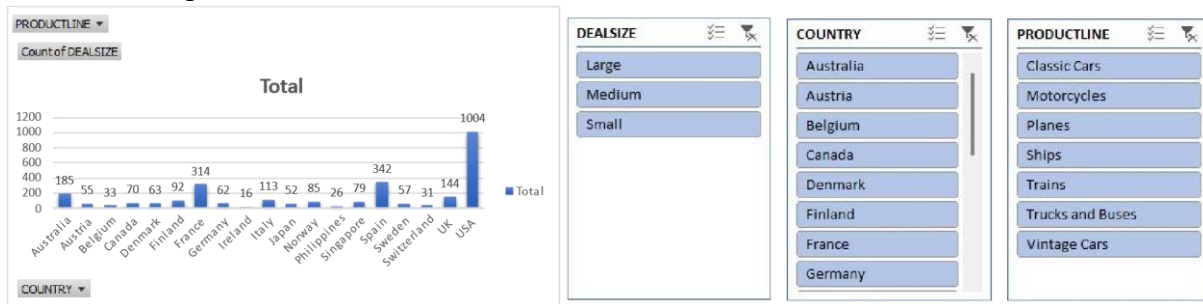 PRODUCTLINE
Count of DEALSIZE
Total
1200
1000
800
600
400
200
0
185
55
33
70
63
92
314
62
16
113
52
85
26
79
342
57
31
144
1004
Australia
Austria
Belgium
Canada
Denmark
Finland
France
Germany
Ireland
Italy
Japan
Norway
Philippines
Singapore
Spain
Sweden
Switzerland
UK
USA
Total
COUNTRY
DEALSIZE
Large
Medium
Small
COUNTRY
Australia
Austria
Belgium
Canada
Denmark
Finland
France
Germany
PRODUCTLINE
Classic Cars
Motorcycles
Planes
Ships
Trains
Trucks and Buses
Vintage Cars